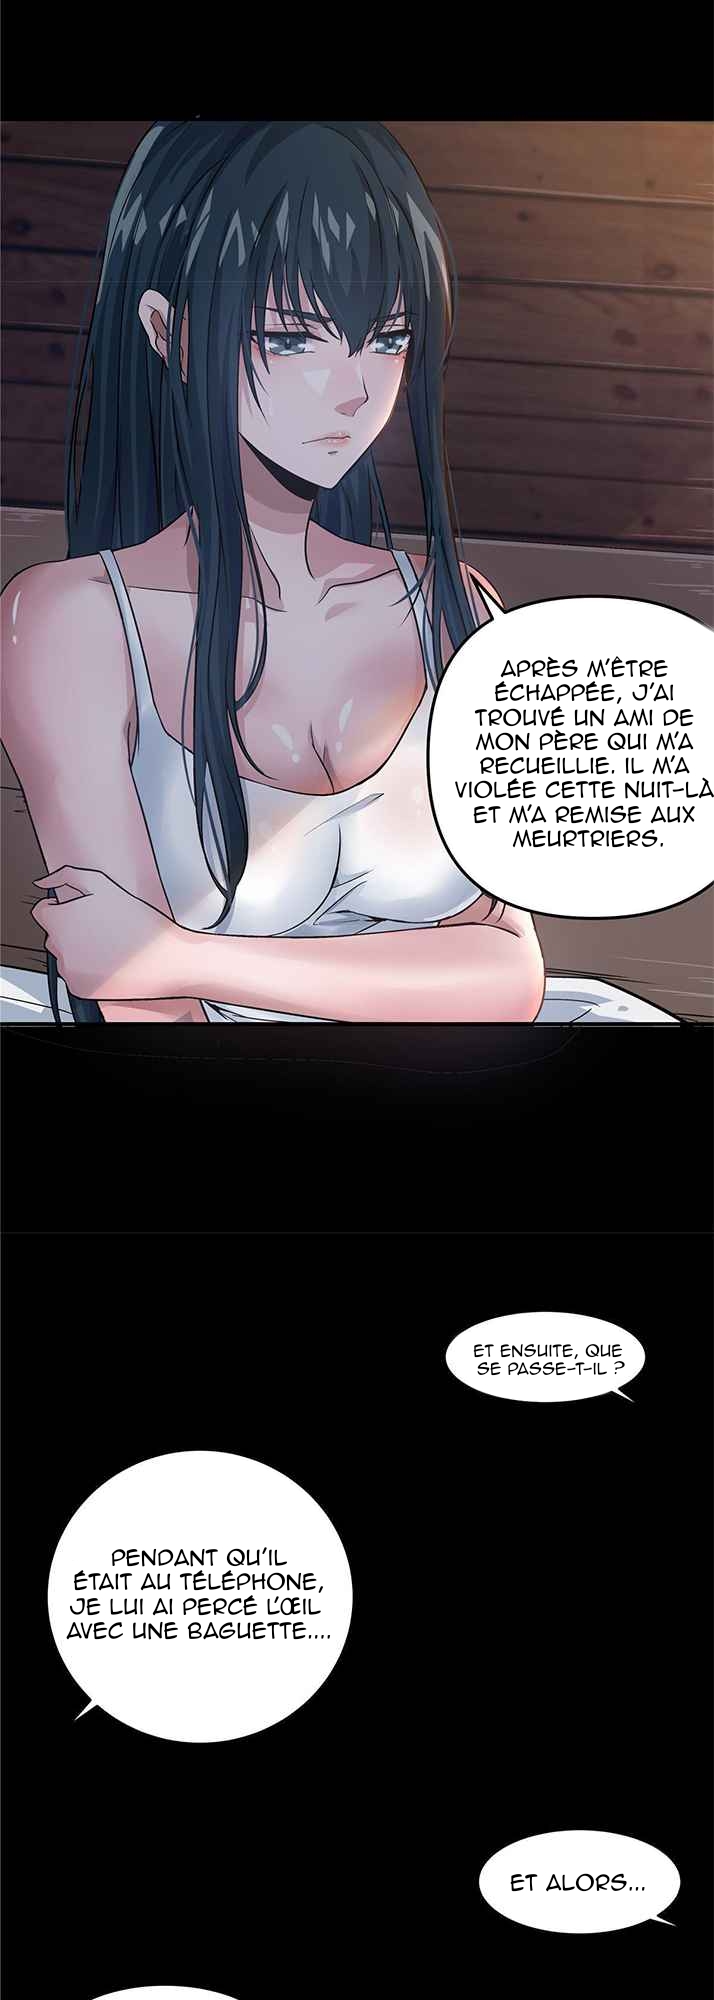 APRÈS M'ÊTRE
ÉCHAPPÉE, J'AI
TROUVÉ UN AMI DE
MON PÈRE QUI M'A
RECUEILLIE. IL M'A
VIOLÉE CETTE NUIT-LÀ
ET M'A REMISE AUX
MEURTRIERS.
ET ENSUITE, QUE
SE PASSE-T-IL ?
PENDANT QU'IL
ÉTAIT AU TÉLÉPHONE,
JE LUI AI PERCÉ L'ŒIL
AVEC UNE BAGUETTE....
ET ALORS...